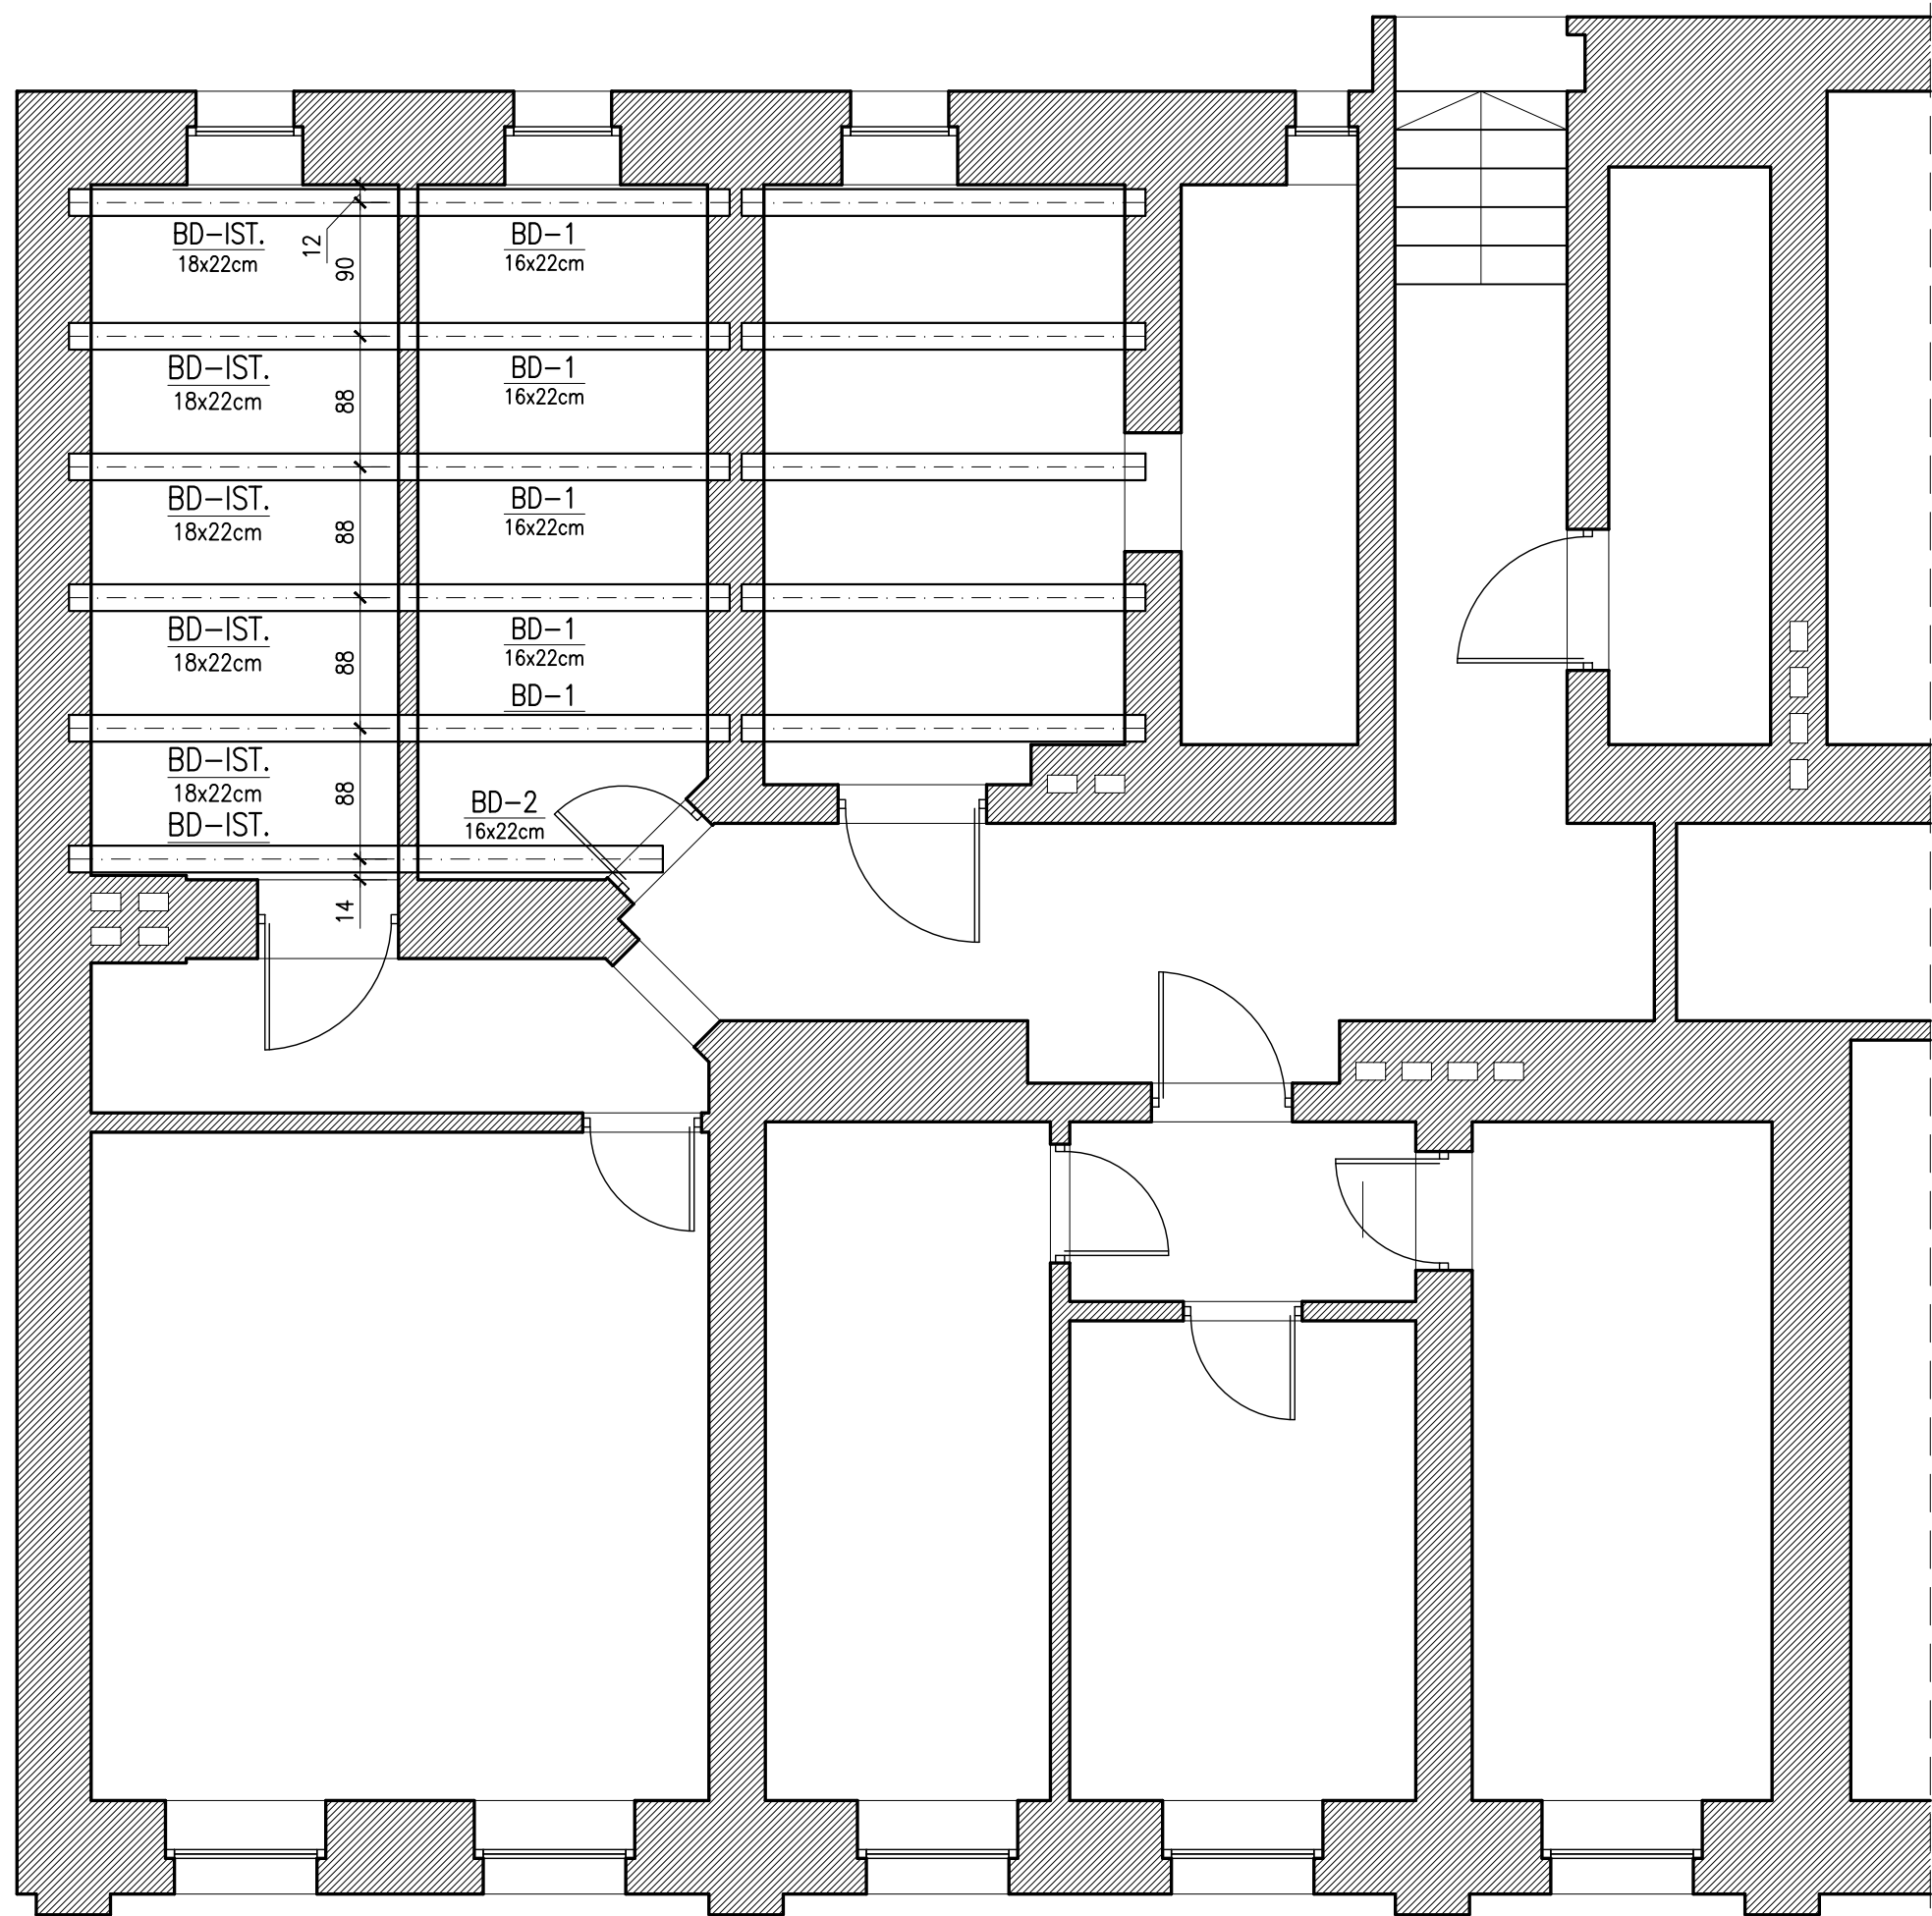 BD-IST.
18x22cm
12
90
BD-1
16x22cm
BD-IST.
18x22cm
88
BD-1
16x22cm
BD-IST.
18x22cm
88
BD-1
16x22cm
BD-IST.
18x22cm
88
BD-1
16x22cm
BD-1
BD-IST.
18x22cm
88
BD-2
16x22cm
BD-IST.
14